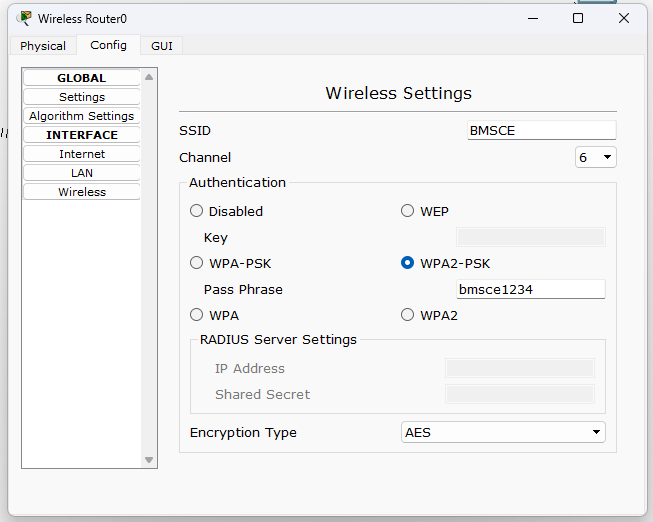 Wireless Router0
Physical Config GUI
GLOBAL
Settings
Algorithm Settings
INTERFACE
Internet
LAN
Wireless
Wireless Settings
SSID BMSCE
Channel 6
Authentication
Disabled WEP
Key
WPA-PSK WPA2-PSK
Pass Phrase bmsce1234
WPA WPA2
RADIUS Server Settings
IP Address
Shared Secret
Encryption Type AES